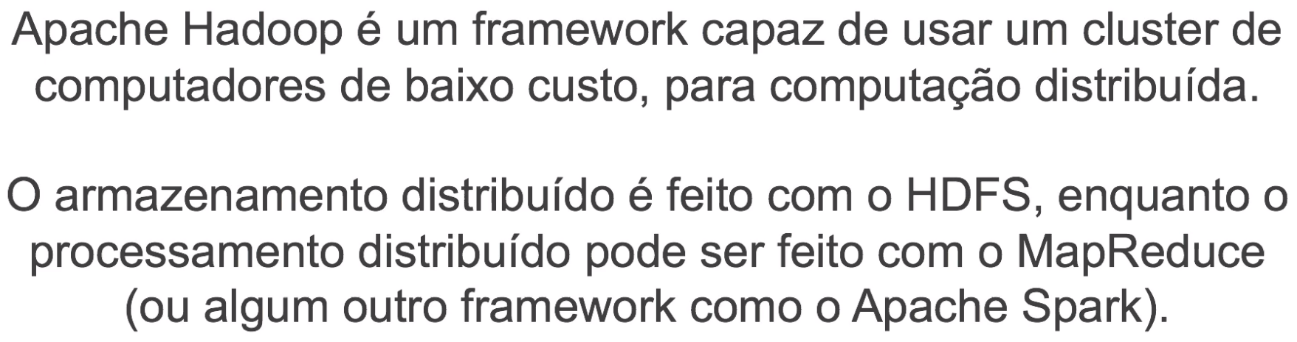 Apache Hadoop é um framework capaz de usar um cluster de
computadores de baixo custo, para computação distribuída.
O armazenamento distribuído é feito com o HDFS, enquanto o
processamento distribuído pode ser feito com o MapReduce
(ou algum outro framework como o Apache Spark).